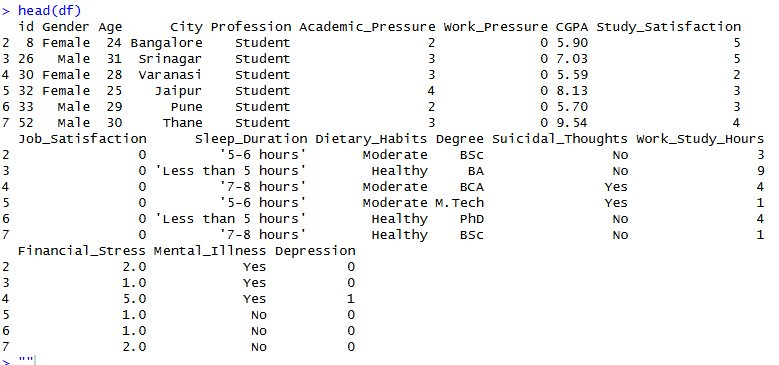 > head(df)
  id Gender Age      City Profession Academic_Pressure Work_Pressure CGPA Study_Satisfaction
2  8 Female  24 Bangalore    Student                 2             0 5.90                  5
3 26   Male  31  Srinagar    Student                 3             0 7.03                  5
4 30 Female  28  Varanasi    Student                 3             0 5.59                  2
5 32 Female  25    Jaipur    Student                 4             0 8.13                  3
6 33   Male  29      Pune    Student                 2             0 5.70                  3
7 52   Male  30     Thane    Student                 3             0 9.54                  4
  Job_Satisfaction      Sleep_Duration Dietary_Habits Degree Suicidal_Thoughts Work_Study_Hours
2                0         '5-6 hours'       Moderate    BSc                No                3
3                0 'Less than 5 hours'        Healthy     BA                No                9
4                0         '7-8 hours'       Moderate    BCA               Yes                4
5                0         '5-6 hours'       Moderate M.Tech               Yes                1
6                0 'Less than 5 hours'        Healthy    PhD                No                4
7                0         '7-8 hours'        Healthy    BSc                No                1
  Financial_Stress Mental_Illness Depression
2              2.0            Yes          0
3              1.0            Yes          0
4              5.0            Yes          1
5              1.0             No          0
6              1.0             No          0
7              2.0             No          0
> ""